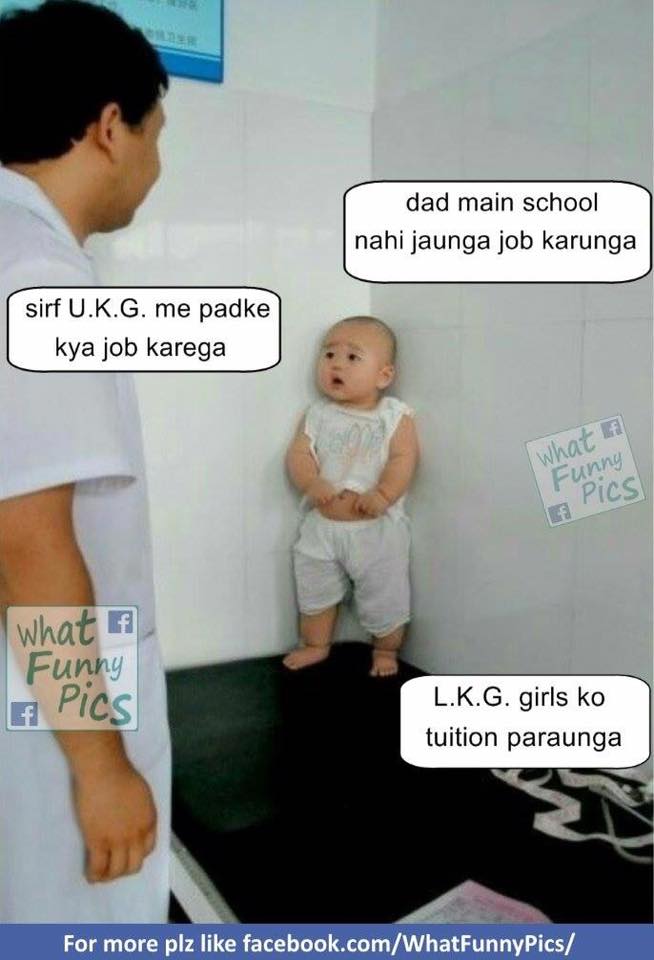 dad main school
nahi jaunga job karunga
sirf U.K.G. me padke
kya job karega
What
Funny
Pics
What
Funny
Pics
L.K.G. girls ko
tuition paraunga
For more plz like facebook.com/WhatFunnyPics/